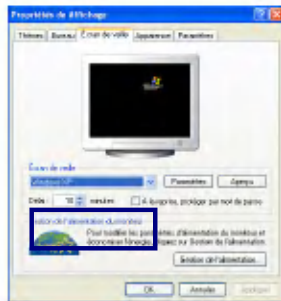 Propriétés de Affichage
Thèmes Bureau Écran de veille Apparence Paramètres
Écran de veille
Windows XP Paramètres Aperçu
Délai : 10 minutes À la reprise, protéger par mot de passe
Gestion de l'alimentation du moniteur
Pour modifier les paramètres d'alimentation du moniteur et
économiser l'énergie, cliquez sur Gestion de l'alimentation.
Gestion de l'alimentation...
OK Annuler Appliquer